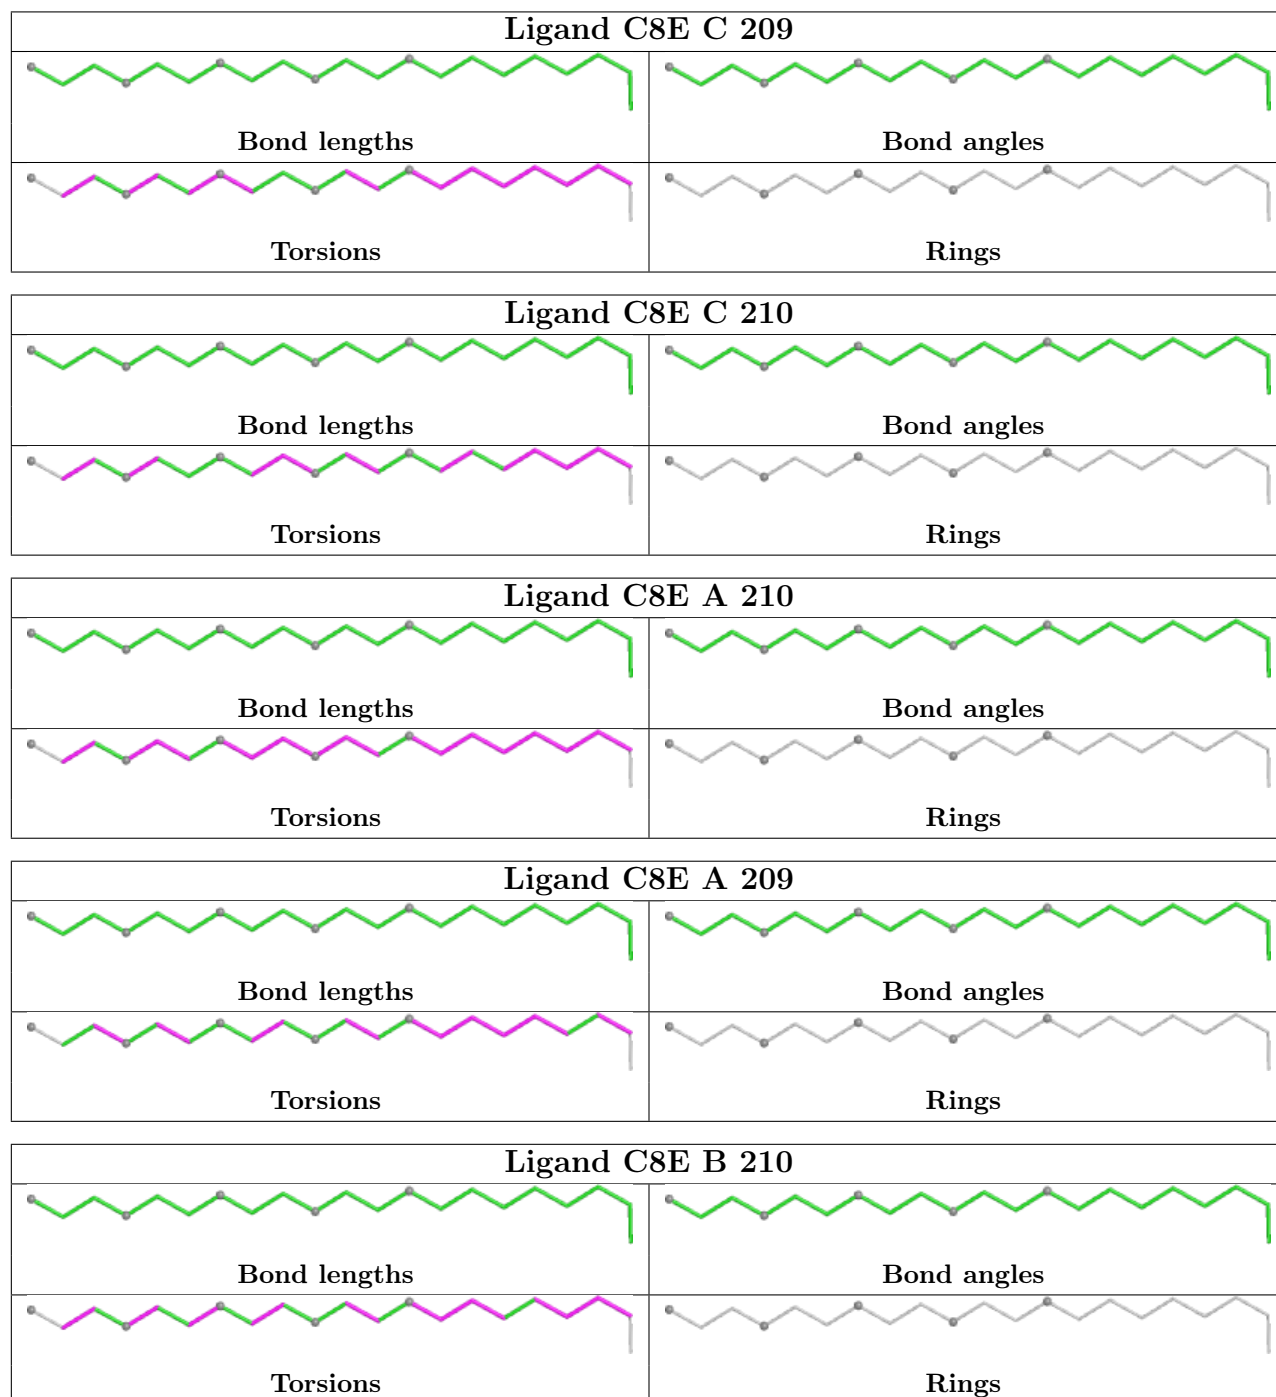 Ligand C8E C 209
Bond lengths
Bond angles
Torsions
Rings
Ligand C8E C 210
Bond lengths
Bond angles
Torsions
Rings
Ligand C8E A 210
Bond lengths
Bond angles
Torsions
Rings
Ligand C8E A 209
Bond lengths
Bond angles
Torsions
Rings
Ligand C8E B 210
Bond lengths
Bond angles
Torsions
Rings